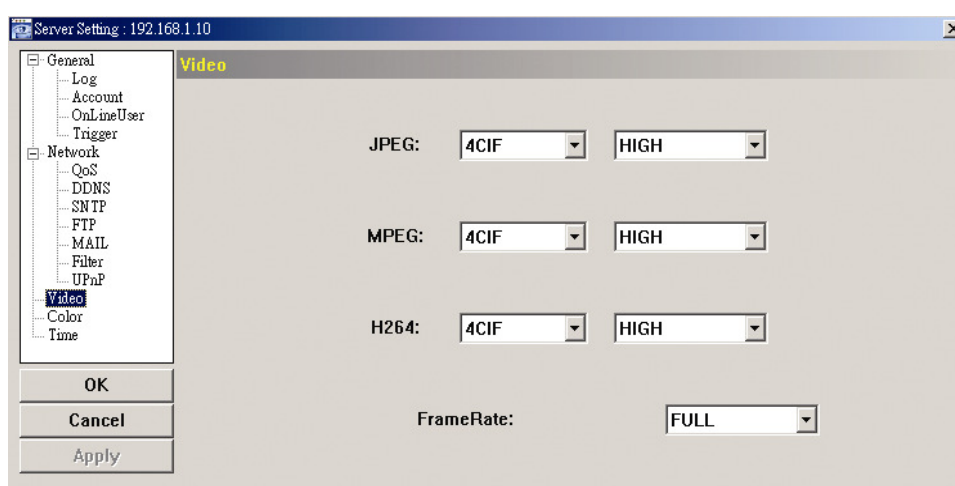 Server Setting : 192.168.1.10
General
Log
Account
OnLineUser
Trigger
Network
QoS
DDNS
SNTP
FTP
MAIL
Filter
UPnP
Video
Color
Time
OK
Cancel
Apply
Video
JPEG: 4CIF HIGH
MPEG: 4CIF HIGH
H264: 4CIF HIGH
FrameRate: FULL